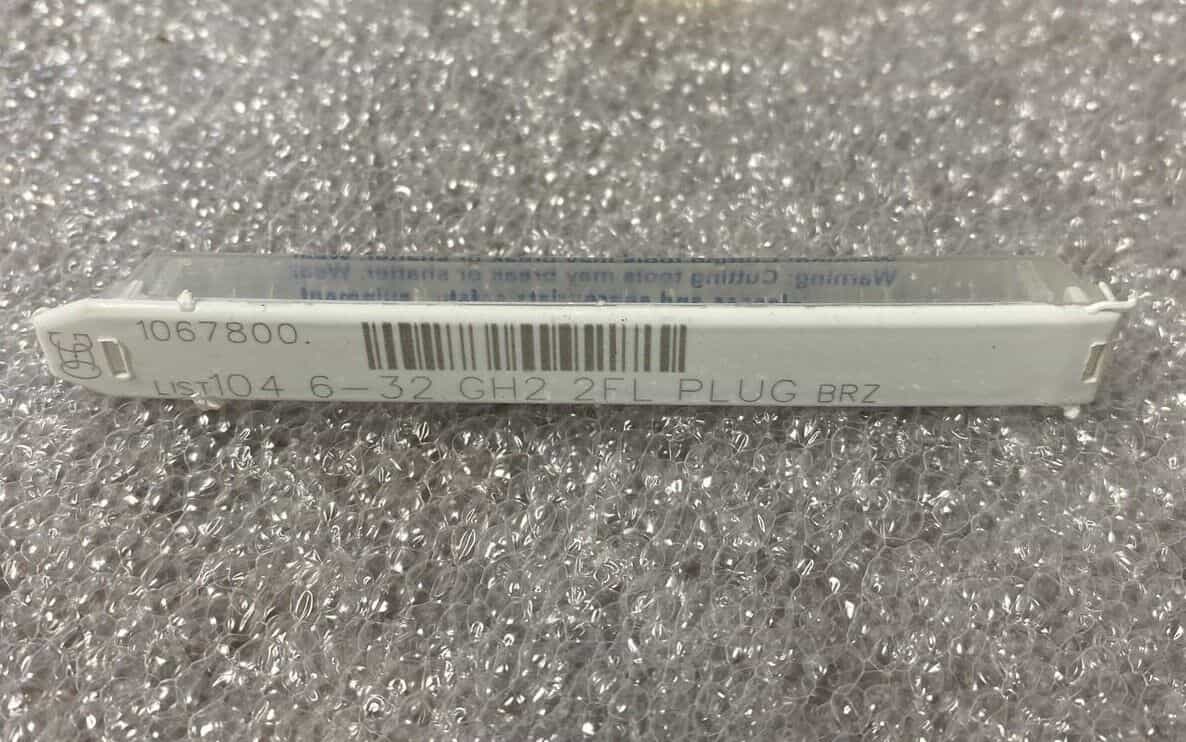 Warning: Cutting tools may break or shatter. Wear
1067800.
LIST104 6-32 GH2 2FL PLUG BRZ